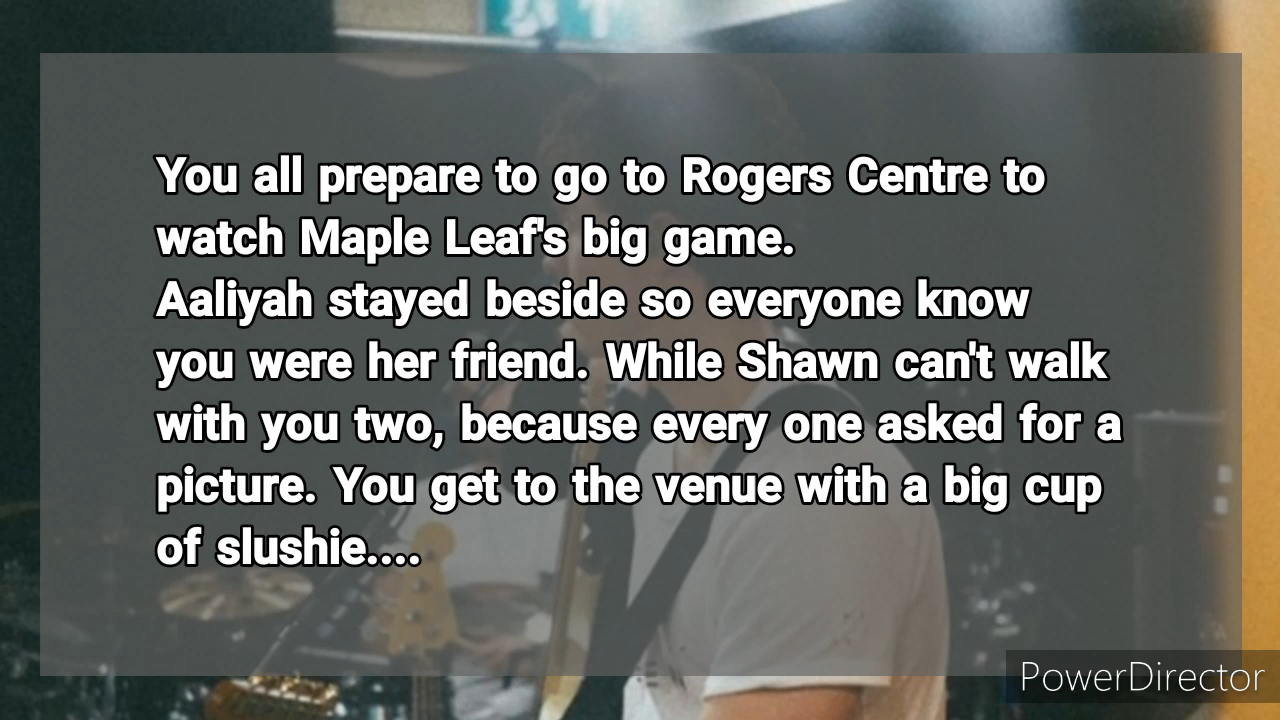 You all prepare to go to Rogers Centre to
watch Maple Leaf's big game.
Aaliyah stayed beside so everyone know
you were her friend. While Shawn can't walk
with you two, because every one asked for a
picture. You get to the venue with a big cup
of slushie....
PowerDirector